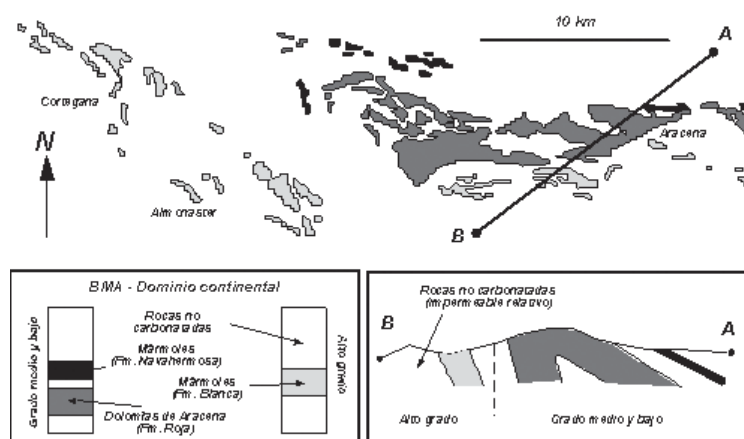 10 km
A
Cortegana
N
Aracena
Almonaster
B
BMA - Dominio continental
Rocas no
carbonatadas
Mármoles
(Fm. Navahermosa)
Mármoles
(Fm. Blanca)
Dolomías de Aracena
(Fm. Roja)
Grado medio y bajo
Alto grado
Rocas no carbonatadas
(impermeable relativo)
B
A
Alto grado
Grado medio y bajo